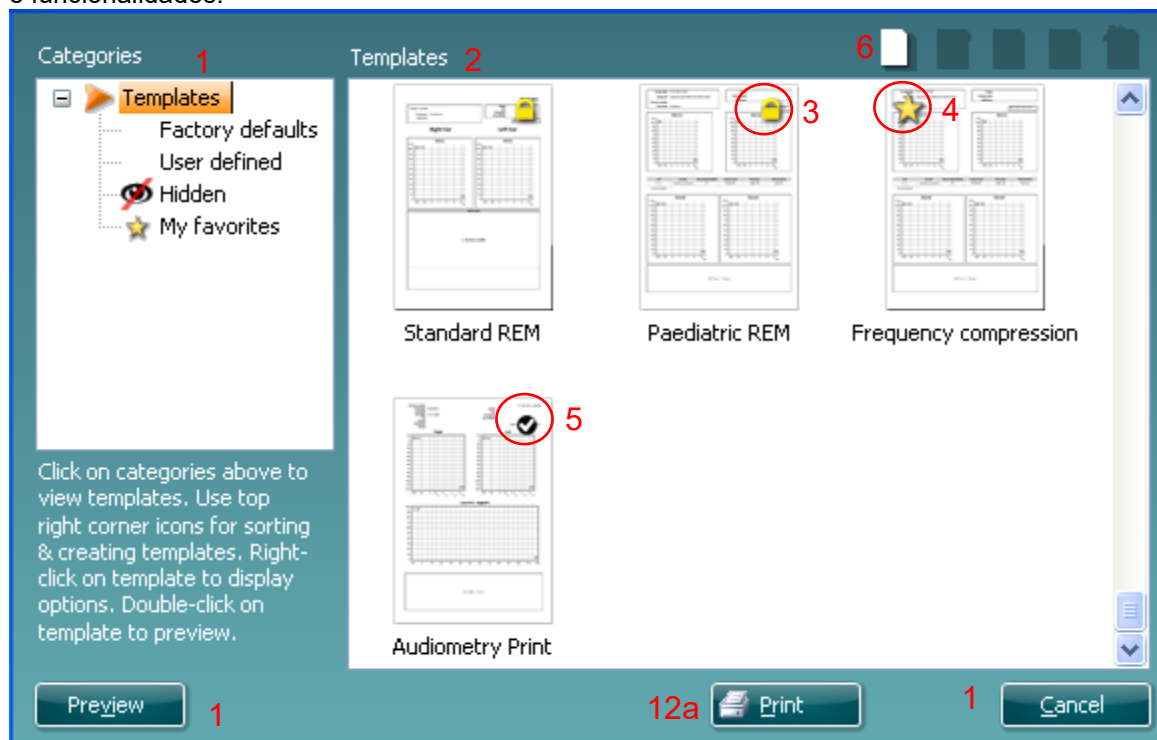 e funcionalidades.
Categories 1
Templates 2
6
Templates
Factory defaults
User defined
Hidden
My favorites
3
4
Standard REM
Paediatric REM
Frequency compression
5
Audiometry Print
Click on categories above to
view templates. Use top
right corner icons for sorting
& creating templates. Right-
click on template to display
options. Double-click on
template to preview.
Preview 1
12a Print
1 Cancel